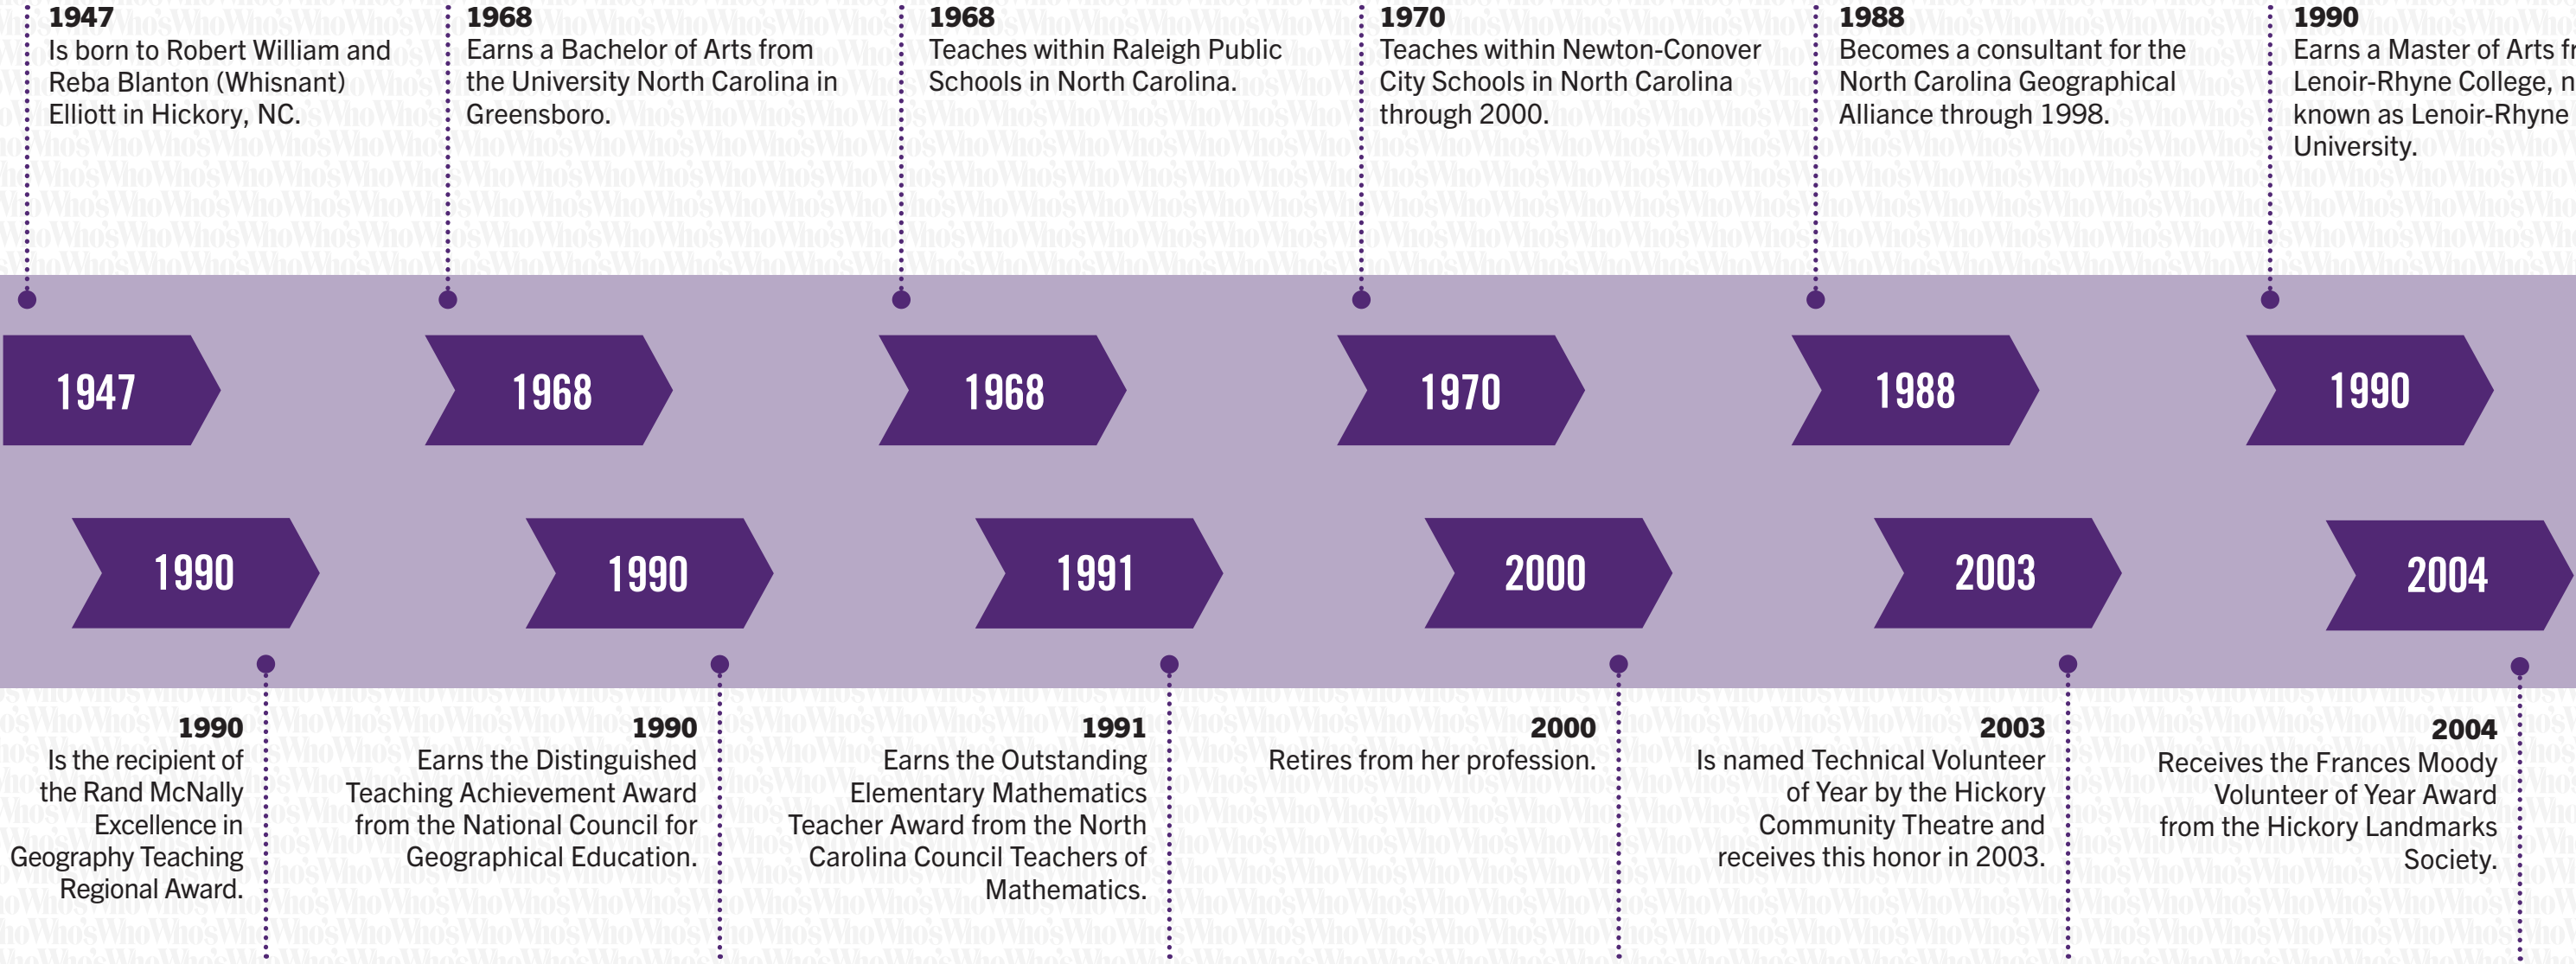 1947
Is born to Robert William and
Reba Blanton (Whisnant)
Elliott in Hickory, NC.
1968
Earns a Bachelor of Arts from
the University North Carolina in
Greensboro.
1968
Teaches within Raleigh Public
Schools in North Carolina.
1970
Teaches within Newton-Conover
City Schools in North Carolina
through 2000.
1988
Becomes a consultant for the
North Carolina Geographical
Alliance through 1998.
1990
Earns a Master of Arts
Lenoir-Rhyne College,
known as Lenoir-Rhyne
University.
1947
1968
1968
1970
1988
1990
1990
1990
1991
2000
2003
2004
1990
Is the recipient of
the Rand McNally
Excellence in
Geography Teaching
Regional Award.
1990
Earns the Distinguished
Teaching Achievement Award
from the National Council for
Geographical Education.
1991
Earns the Outstanding
Elementary Mathematics
Teacher Award from the North
Carolina Council Teachers of
Mathematics.
2000
Retires from her profession.
2003
Is named Technical Volunteer
of Year by the Hickory
Community Theatre and
receives this honor in 2003.
2004
Receives the Frances Moody
Volunteer of Year Award
from the Hickory Landmarks
Society.